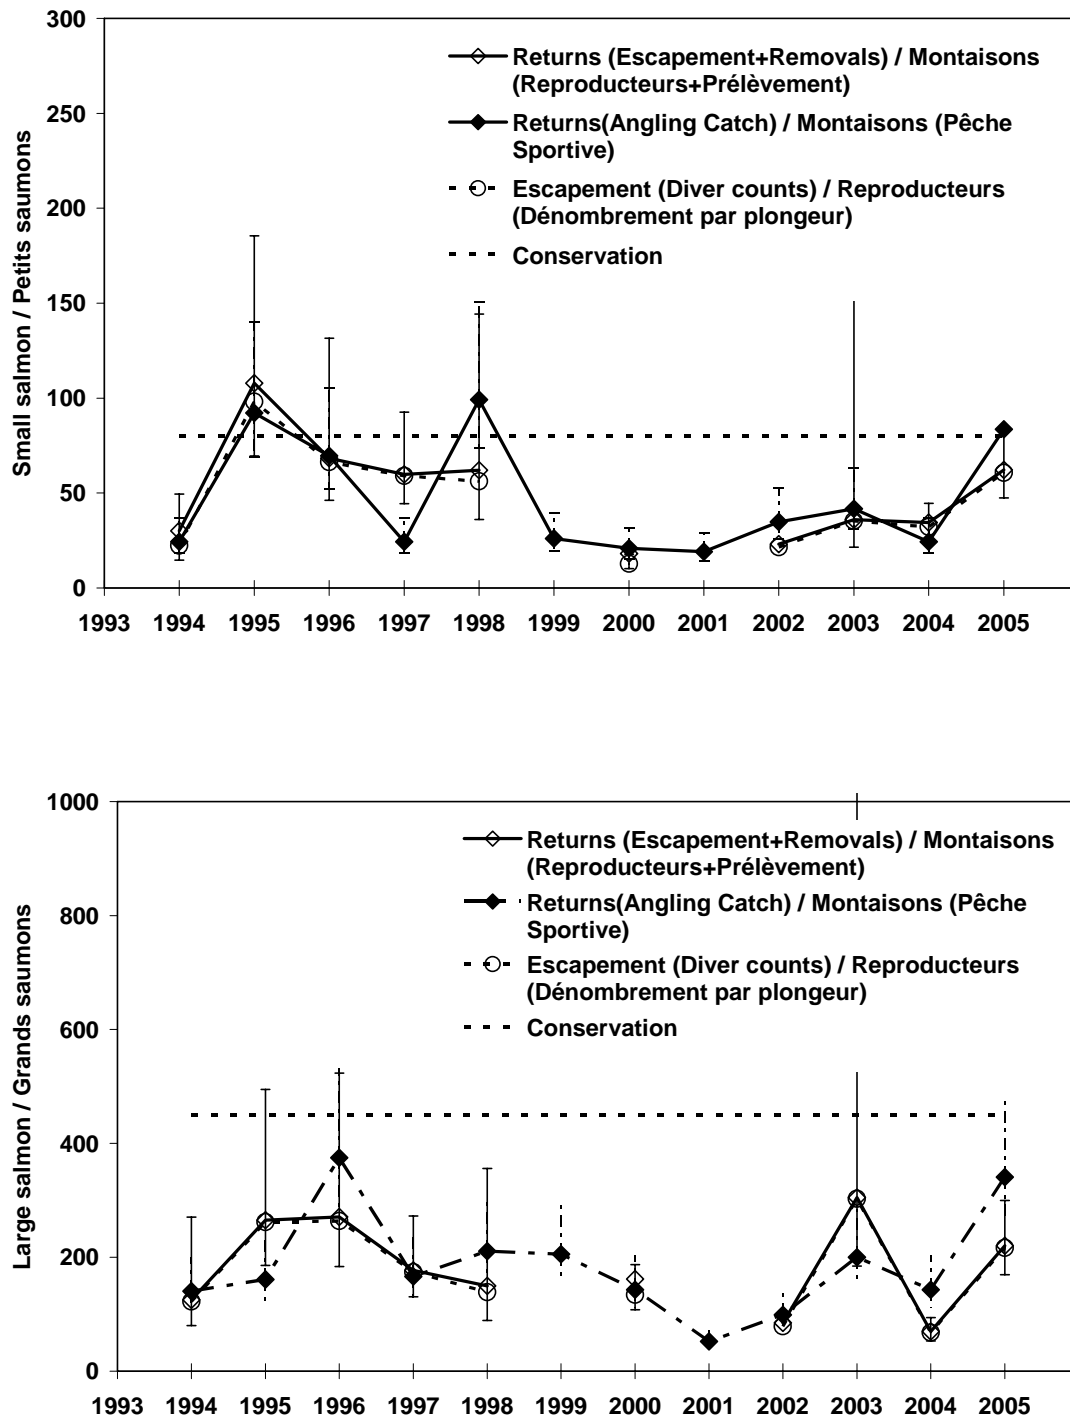 300
250
200
150
100
50
0
Small salmon / Petits saumons
Returns (Escapement+Removals) / Montaisons
(Reproducteurs+Prélèvement)
Returns(Angling Catch) / Montaisons (Pêche
Sportive)
Escapement (Diver counts) / Reproducteurs
(Dénombrement par plongeur)
Conservation
1993 1994 1995 1996 1997 1998 1999 2000 2001 2002 2003 2004 2005
1000
800
600
400
200
0
Large salmon / Grands saumons
Returns (Escapement+Removals) / Montaisons
(Reproducteurs+Prélèvement)
Returns(Angling Catch) / Montaisons (Pêche
Sportive)
Escapement (Diver counts) / Reproducteurs
(Dénombrement par plongeur)
Conservation
1993 1994 1995 1996 1997 1998 1999 2000 2001 2002 2003 2004 2005